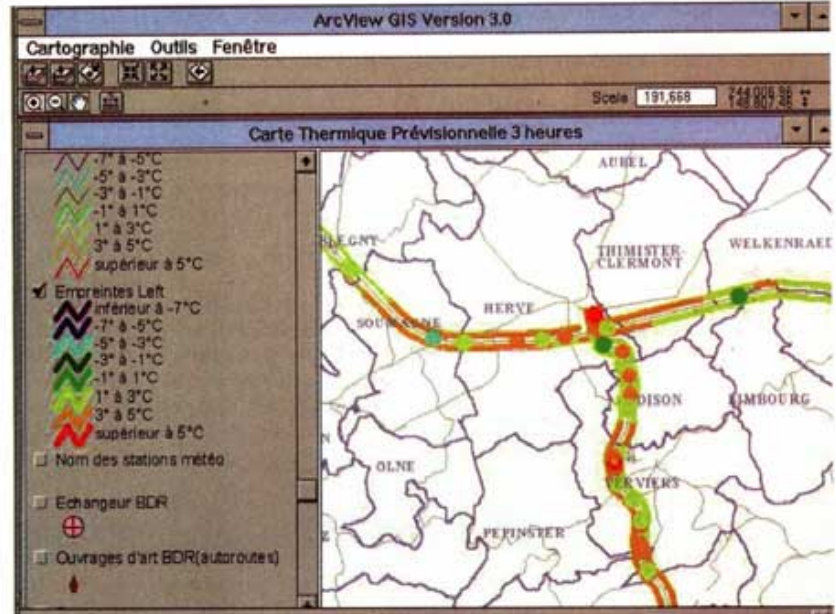 ArcView GIS Version 3.0
Cartographie Outils Fenêtre
Scale 191,668
Carte Thermique Prévisionnelle 3 heures
-7° à -5°C
-5° à -3°C
-3° à -1°C
-1° à 1°C
1° à 3°C
3° à 5°C
supérieur à 5°C
Empreintes Left
inférieur à -7°C
-7° à -5°C
-5° à -3°C
-3° à -1°C
-1° à 1°C
1° à 3°C
3° à 5°C
supérieur à 5°C
Nom des stations météo
Echangeur BDR
Ouvrages d'art BDR(autoroutes)
AUBEL
BLEGNY
THIMISTER-
CLERMONT
WELKENRAED
HERVE
SOUMAGNE
DISON
LIMBOURG
OLNE
VERVIERS
PEPINSTER